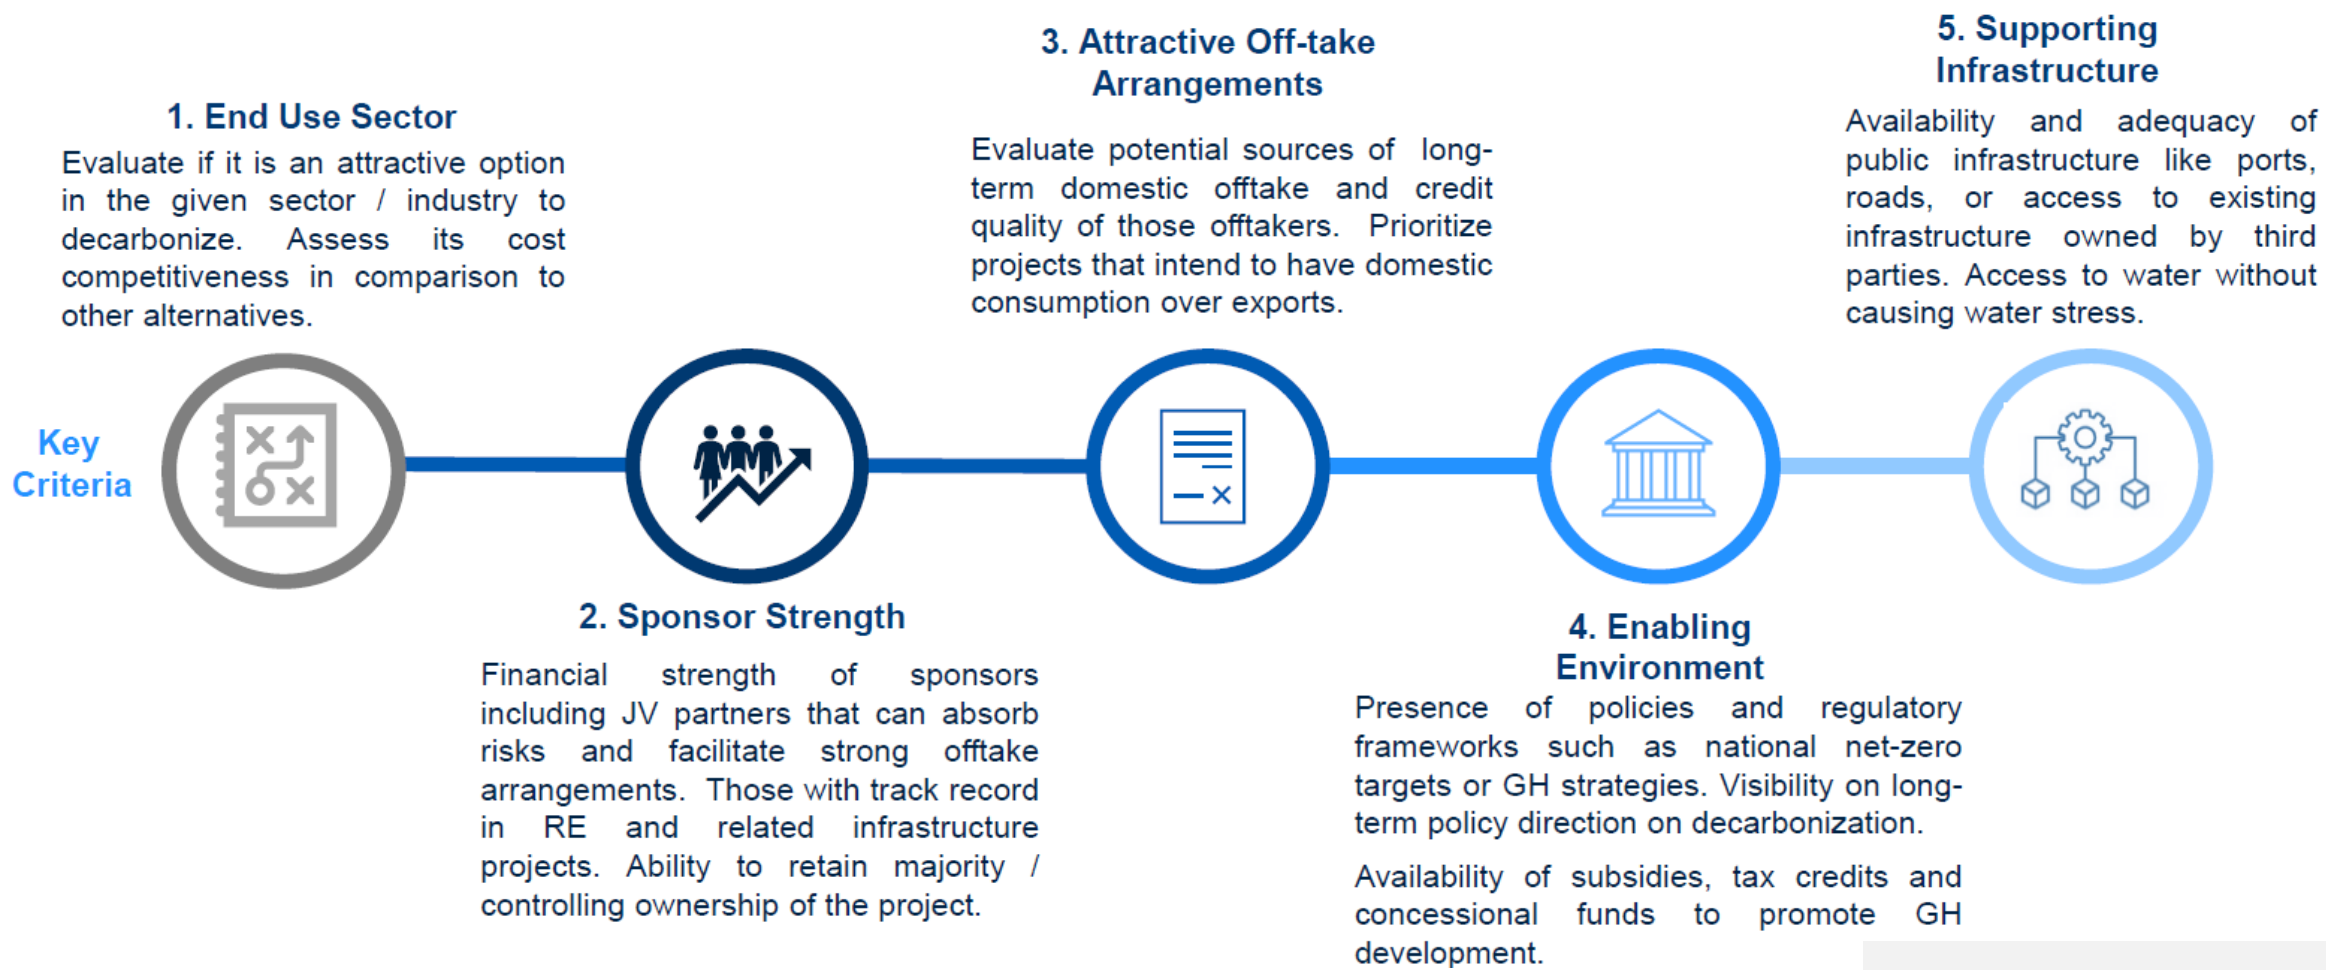 Key
Criteria
1. End Use Sector
Evaluate if it is an attractive option
in the given sector / industry to
decarbonize. Assess its cost
competitiveness in comparison to
other alternatives.
2. Sponsor Strength
Financial strength of sponsors
including JV partners that can absorb
risks and facilitate strong offtake
arrangements. Those with track record
in RE and related infrastructure
projects. Ability to retain majority /
controlling ownership of the project.
3. Attractive Off-take
Arrangements
Evaluate potential sources of long-
term domestic offtake and credit
quality of those offtakers. Prioritize
projects that intend to have domestic
consumption over exports.
4. Enabling
Environment
Presence of policies and regulatory
frameworks such as national net-zero
targets or GH strategies. Visibility on long-
term policy direction on decarbonization.
Availability of subsidies, tax credits and
concessional funds to promote GH
development.
5. Supporting
Infrastructure
Availability and adequacy of
public infrastructure like ports,
roads, or access to existing
infrastructure owned by third
parties. Access to water without
causing water stress.